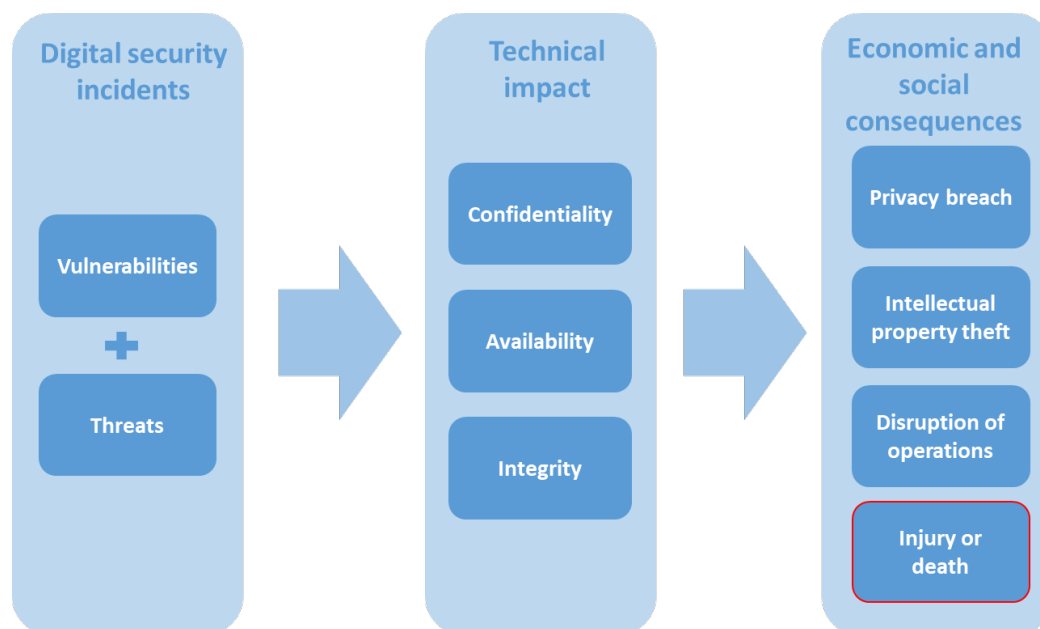 Digital security
incidents
Vulnerabilities
+
Threats
Technical
impact
Confidentiality
Availability
Integrity
Economic and
social
consequences
Privacy breach
Intellectual
property theft
Disruption of
operations
Injury or
death